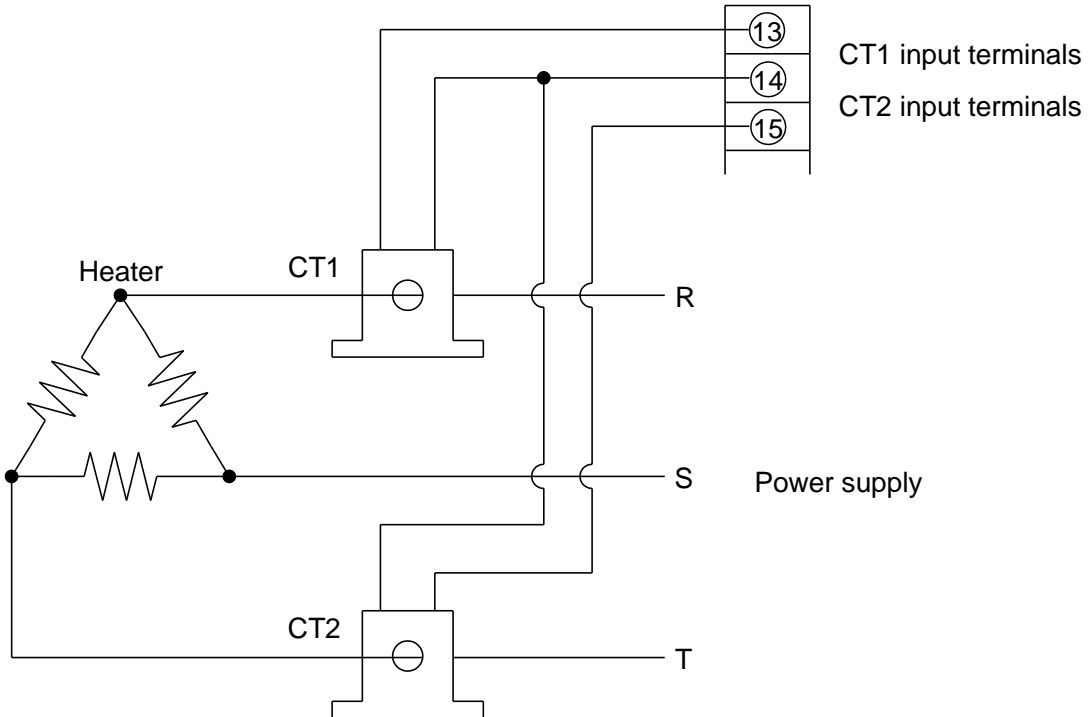 13
CT1 input terminals
14
CT2 input terminals
15
Heater
CT1
R
S
Power supply
CT2
T